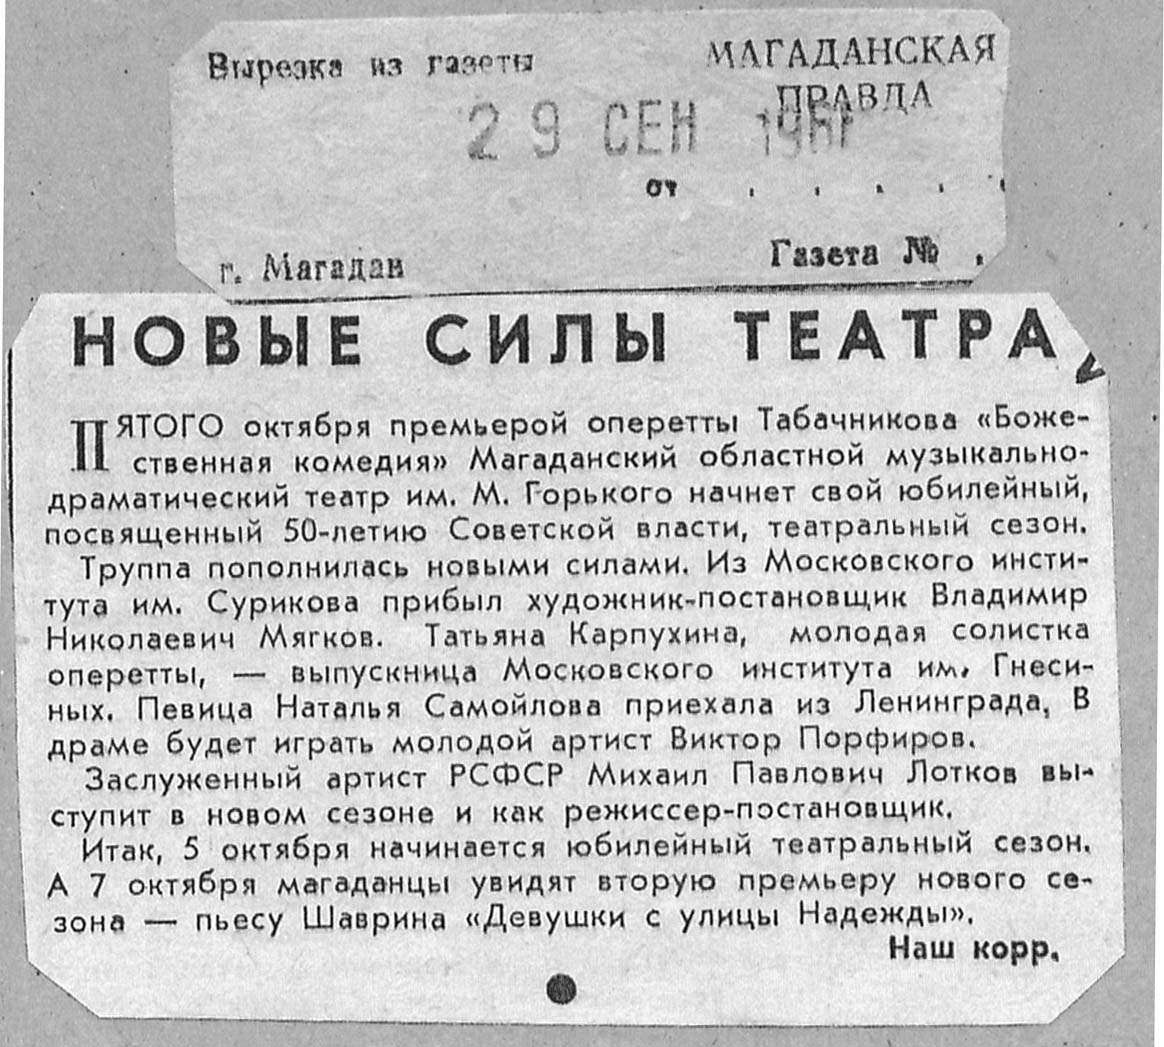 Вырезка из газеты
МАГАДАНСКАЯ
ПРАВДА
29 СЕН
от . . . . .
г. Магадан
Газета № .
НОВЫЕ СИЛЫ ТЕАТРА
ПЯТОГО октября премьерой оперетты Табачникова «Боже-
ственная комедия» Магаданский областной музыкально-
драматический театр им. М. Горького начнет свой юбилейный,
посвященный 50-летию Советской власти, театральный сезон.
Труппа пополнилась новыми силами. Из Московского инсти-
тута им. Сурикова прибыл художник-постановщик Владимир
Николаевич Мягков. Татьяна Карпухина, молодая солистка
оперетты, — выпускница Московского института им. Гнеси-
ных. Певица Наталья Самойлова приехала из Ленинграда. В
драме будет играть молодой артист Виктор Порфиров.
Заслуженный артист РСФСР Михаил Павлович Лотков вы-
ступит в новом сезоне и как режиссер-постановщик.
Итак, 5 октября начинается юбилейный театральный сезон.
А 7 октября магаданцы увидят вторую премьеру нового се-
зона — пьесу Шаврина «Девушки с улицы Надежды».
Наш корр.